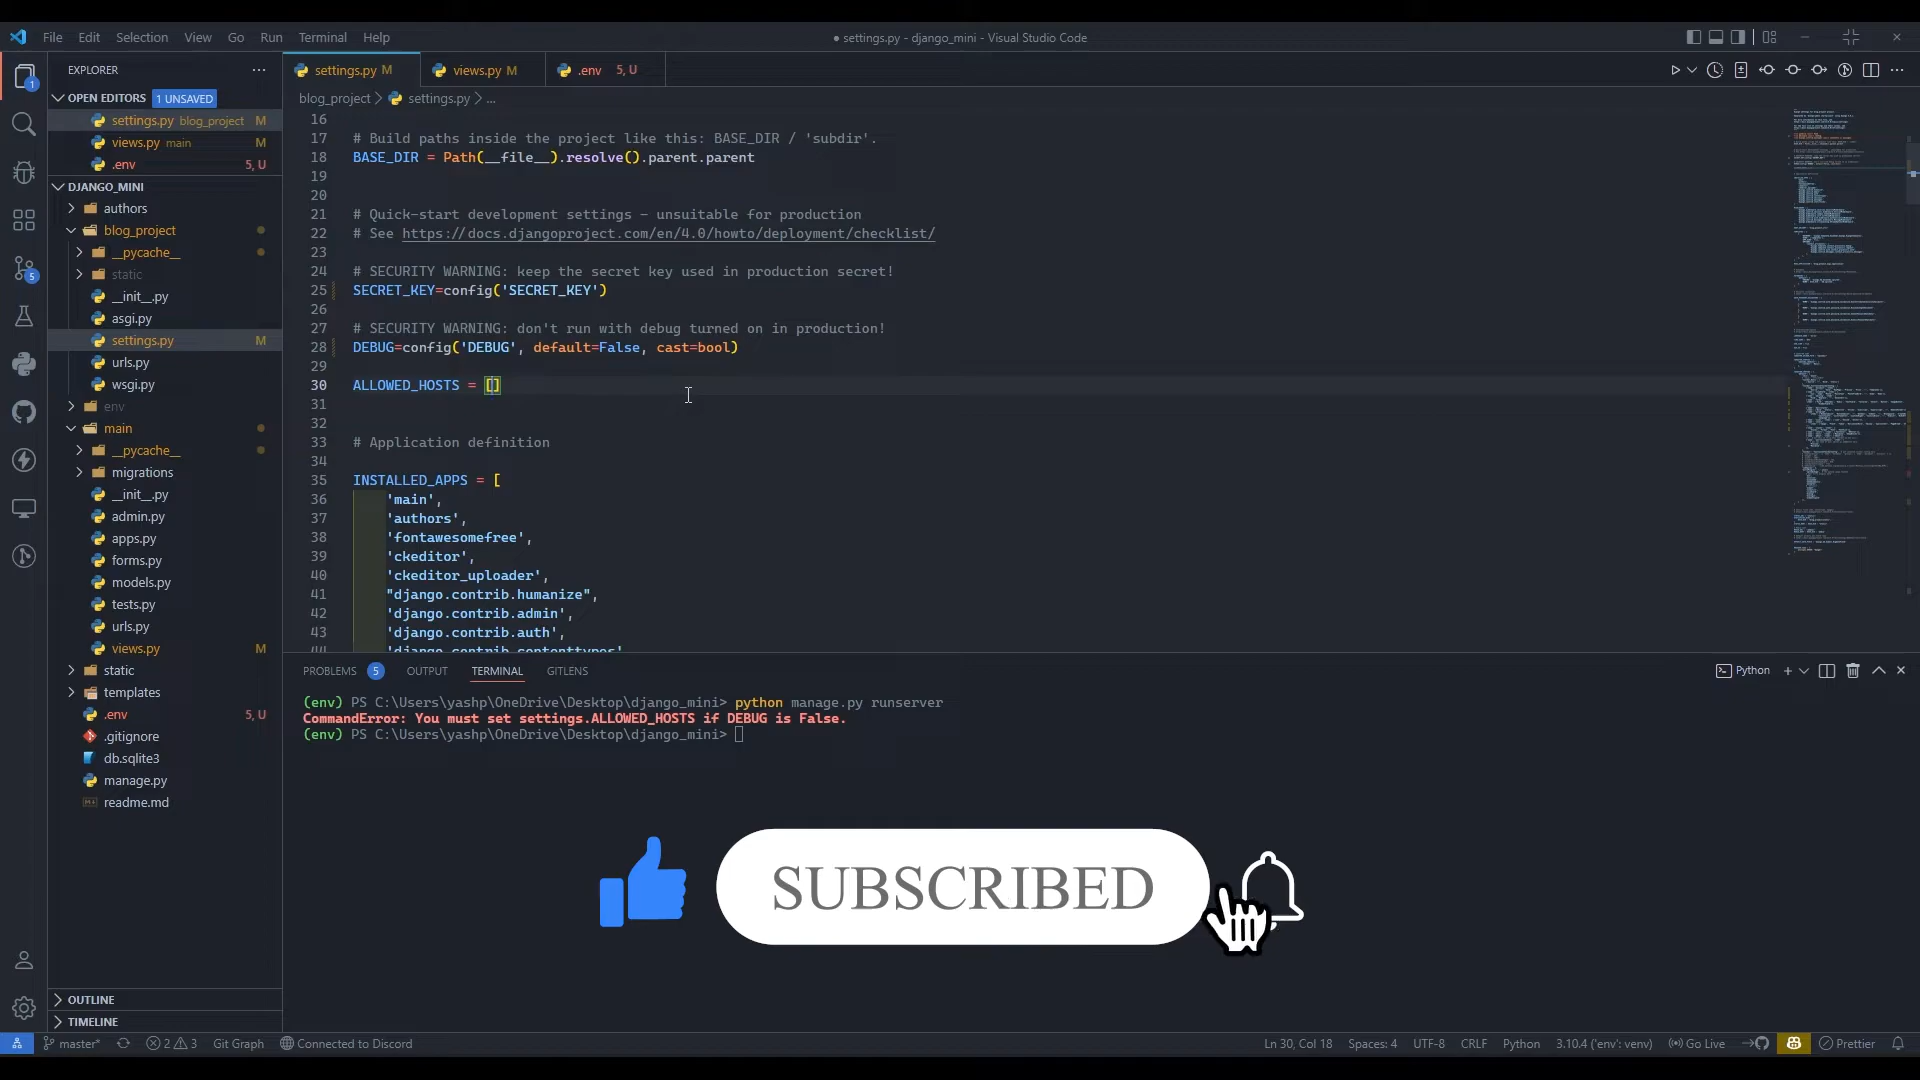 File Edit Selection View Go Run Terminal Help
● settings.py - django_mini - Visual Studio Code
EXPLORER
OPEN EDITORS 1 UNSAVED
settings.py blog_project M
views.py main M
.env 5, U
DJANGO_MINI
authors
blog_project
__pycache__
static
__init__.py
asgi.py
settings.py M
urls.py
wsgi.py
env
main
__pycache__
migrations
__init__.py
admin.py
apps.py
forms.py
models.py
tests.py
urls.py
views.py M
static
templates
.env 5, U
.gitignore
db.sqlite3
manage.py
readme.md
OUTLINE
TIMELINE
settings.py M views.py M .env 5, U
blog_project > settings.py > ...
16
17 # Build paths inside the project like this: BASE_DIR / 'subdir'.
18 BASE_DIR = Path(__file__).resolve().parent.parent
19
20
21 # Quick-start development settings - unsuitable for production
22 # See https://docs.djangoproject.com/en/4.0/howto/deployment/checklist/
23
24 # SECURITY WARNING: keep the secret key used in production secret!
25 SECRET_KEY=config('SECRET_KEY')
26
27 # SECURITY WARNING: don't run with debug turned on in production!
28 DEBUG=config('DEBUG', default=False, cast=bool)
29
30 ALLOWED_HOSTS = []
31
32
33 # Application definition
34
35 INSTALLED_APPS = [
36 'main',
37 'authors',
38 'fontawesomefree',
39 'ckeditor',
40 'ckeditor_uploader',
41 "django.contrib.humanize",
42 'django.contrib.admin',
43 'django.contrib.auth',
44 'django.contrib.contenttypes',
PROBLEMS 5 OUTPUT TERMINAL GITLENS
Python
(env) PS C:\Users\yashp\OneDrive\Desktop\django_mini> python manage.py runserver
CommandError: You must set settings.ALLOWED_HOSTS if DEBUG is False.
(env) PS C:\Users\yashp\OneDrive\Desktop\django_mini>
SUBSCRIBED
1
5
master* 2 3 Git Graph Connected to Discord
Ln 30, Col 18 Spaces: 4 UTF-8 CRLF Python 3.10.4 ('env': venv) Go Live Prettier